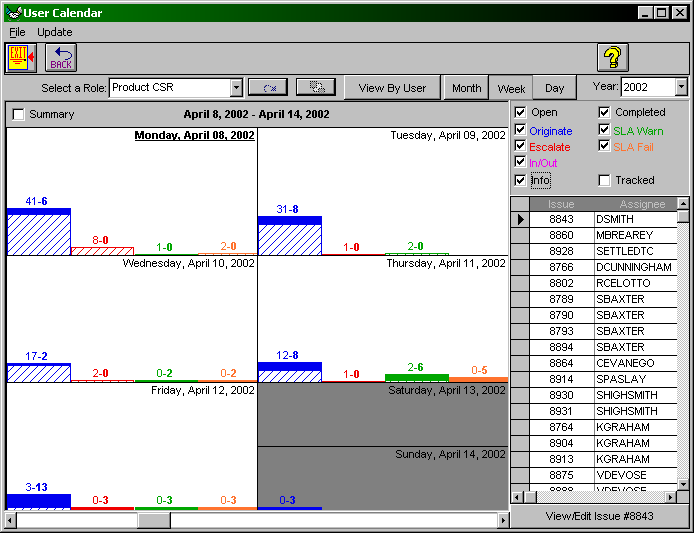 User Calendar
File Update
EXIT BACK ?
Select a Role: Product CSR View By User Month Week Day Year: 2002
Summary April 8, 2002 - April 14, 2002
Open Completed
Originate SLA Warn
Escalate SLA Fail
In/Out
Info Tracked
Monday, April 08, 2002 Tuesday, April 09, 2002
41-6 8-0 1-0 2-0 31-8 1-0 2-0
Wednesday, April 10, 2002 Thursday, April 11, 2002
17-2 2-0 0-2 0-2 12-8 1-0 2-6 0-5
Friday, April 12, 2002 Saturday, April 13, 2002
Sunday, April 14, 2002
3-13 0-3 0-3 0-3 0-3
Issue Assignee
8843 DSMITH
8860 MBREAREY
8928 SETTLEDTC
8766 DCUNNINGHAM
8802 RCELOTTO
8789 SBAXTER
8790 SBAXTER
8793 SBAXTER
8894 SBAXTER
8864 CEVANEGO
8914 SPASLAY
8930 SHIGHSMITH
8931 SHIGHSMITH
8764 KGRAHAM
8904 KGRAHAM
8913 KGRAHAM
8875 VDEVOSE
VDEVOSE
View/Edit Issue #8843